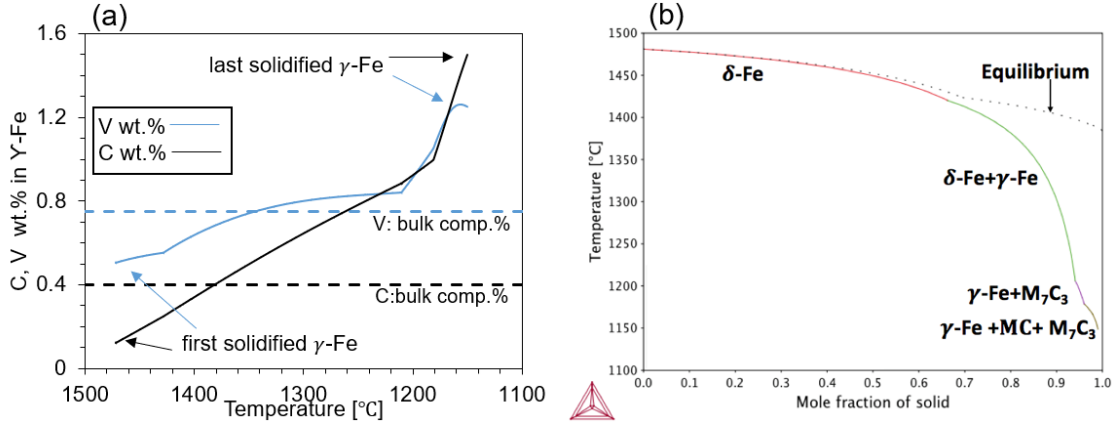 (a)
C, V wt.% in Y-Fe
1.6
1.2
0.8
0.4
0
last solidified γ-Fe
V wt.%
C wt.%
V: bulk comp.%
C:bulk comp.%
first solidified γ-Fe
1500
1400
1300
1200
1100
Temperature [°C]
(b)
Temperature [°C]
1500
1450
1400
1350
1300
1250
1200
1150
1100
δ-Fe
Equilibrium
δ-Fe+γ-Fe
γ-Fe+M₇C₃
γ-Fe +MC+ M₇C₃
0.0
0.1
0.2
0.3
0.4
0.5
0.6
0.7
0.8
0.9
1.0
Mole fraction of solid